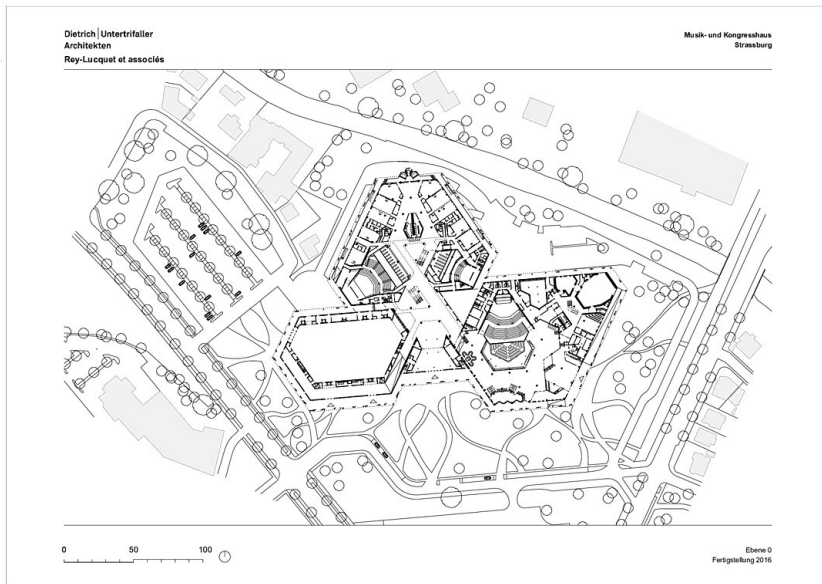 Dietrich | Untertrifaller
Architekten
Rey-Lucquet et associés
Musik- und Kongresshaus
Strassburg
0 50 100
Ebene 0
Fertigstellung 2016